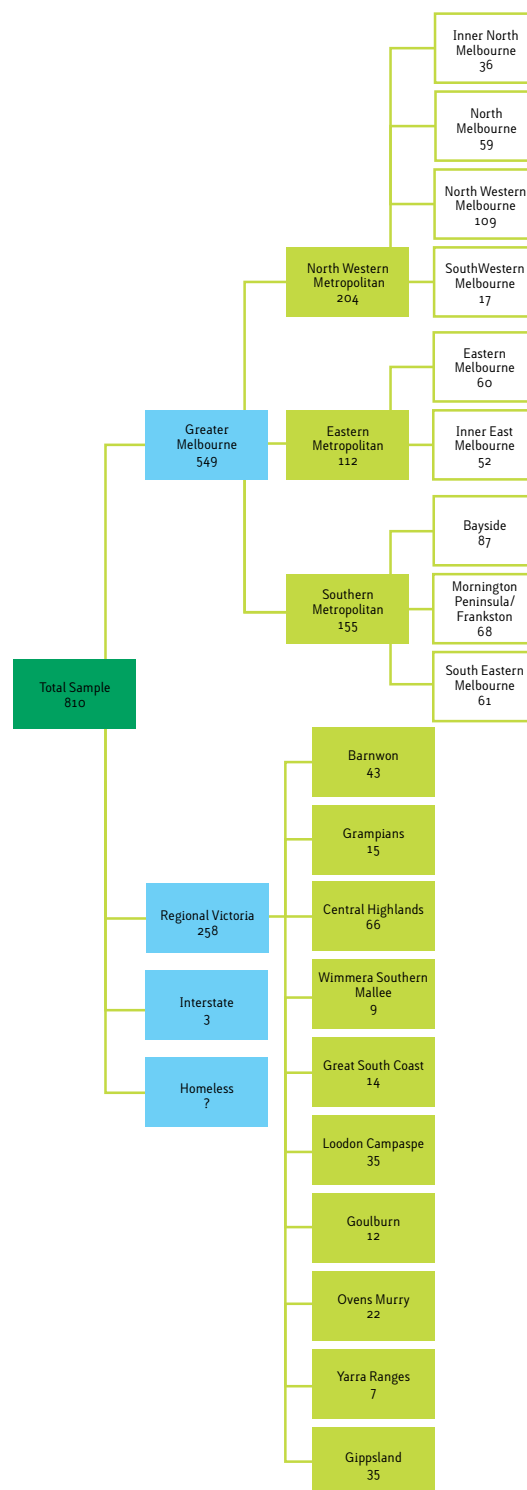 Inner North
Melbourne
36
North
Melbourne
59
North Western
Melbourne
109
North Western
Metropolitan
204
SouthWestern
Melbourne
17
Eastern
Melbourne
60
Greater
Melbourne
549
Eastern
Metropolitan
112
Inner East
Melbourne
52
Bayside
87
Southern
Metropolitan
155
Mornington
Peninsula/
Frankston
68
South Eastern
Melbourne
61
Total Sample
810
Barnwon
43
Grampians
15
Regional Victoria
258
Central Highlands
66
Interstate
3
Wimmera Southern
Mallee
9
Homeless
?
Great South Coast
14
Loodon Campaspe
35
Goulburn
12
Ovens Murry
22
Yarra Ranges
7
Gippsland
35